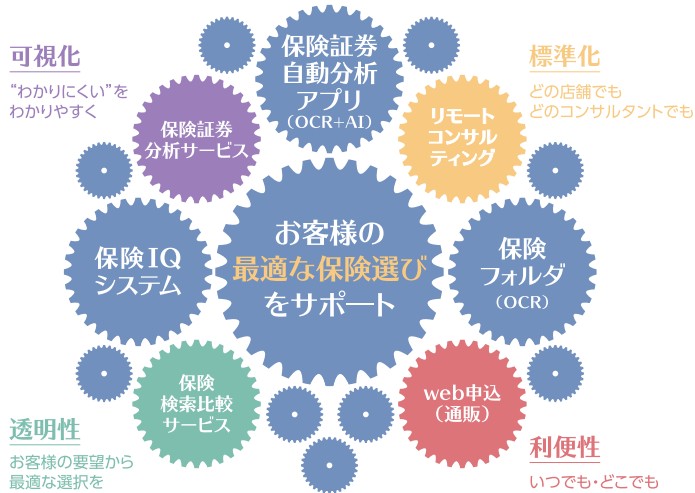 可視化
“わかりにくい”を
わかりやすく
標準化
どの店舗でも
どのコンサルタントでも
保険証券
自動分析
アプリ
（OCR+AI）
保険証券
分析サービス
リモート
コンサル
ティング
お客様の
最適な保険選び
をサポート
保険IQ
システム
保険
フォルダ
（OCR）
保険
検索比較
サービス
web申込
（通販）
透明性
お客様の要望から
最適な選択を
利便性
いつでも・どこでも